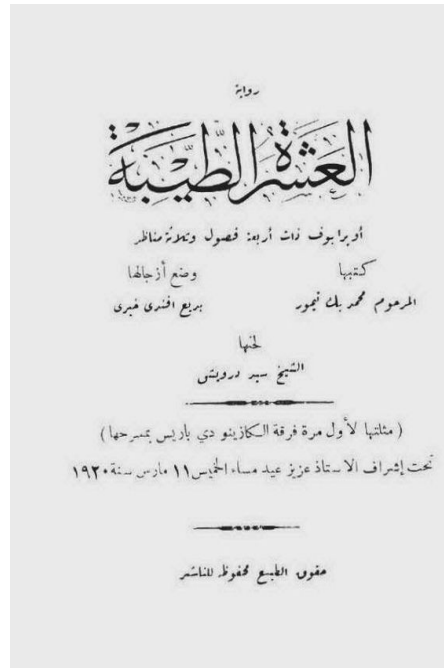 رواية
العَشَرَة الطَّيِّبَة
أوبرا بوف ذات أربعة فصول وثلاثة مناظر
كتبها
وضع أزجالها
المرحوم محمد بك تيمور
بديع افندى خيرى
لحنها
الشيخ سيد درويش
( مثلتها لأول مرة فرقة الكازينو دي باريس بمسرحها )
تحت إشراف الاستاذ عزيز عيد مساء الخميس ١١ مارس سنة ١٩٢٠
حقوق الطبع محفوظة للناشر